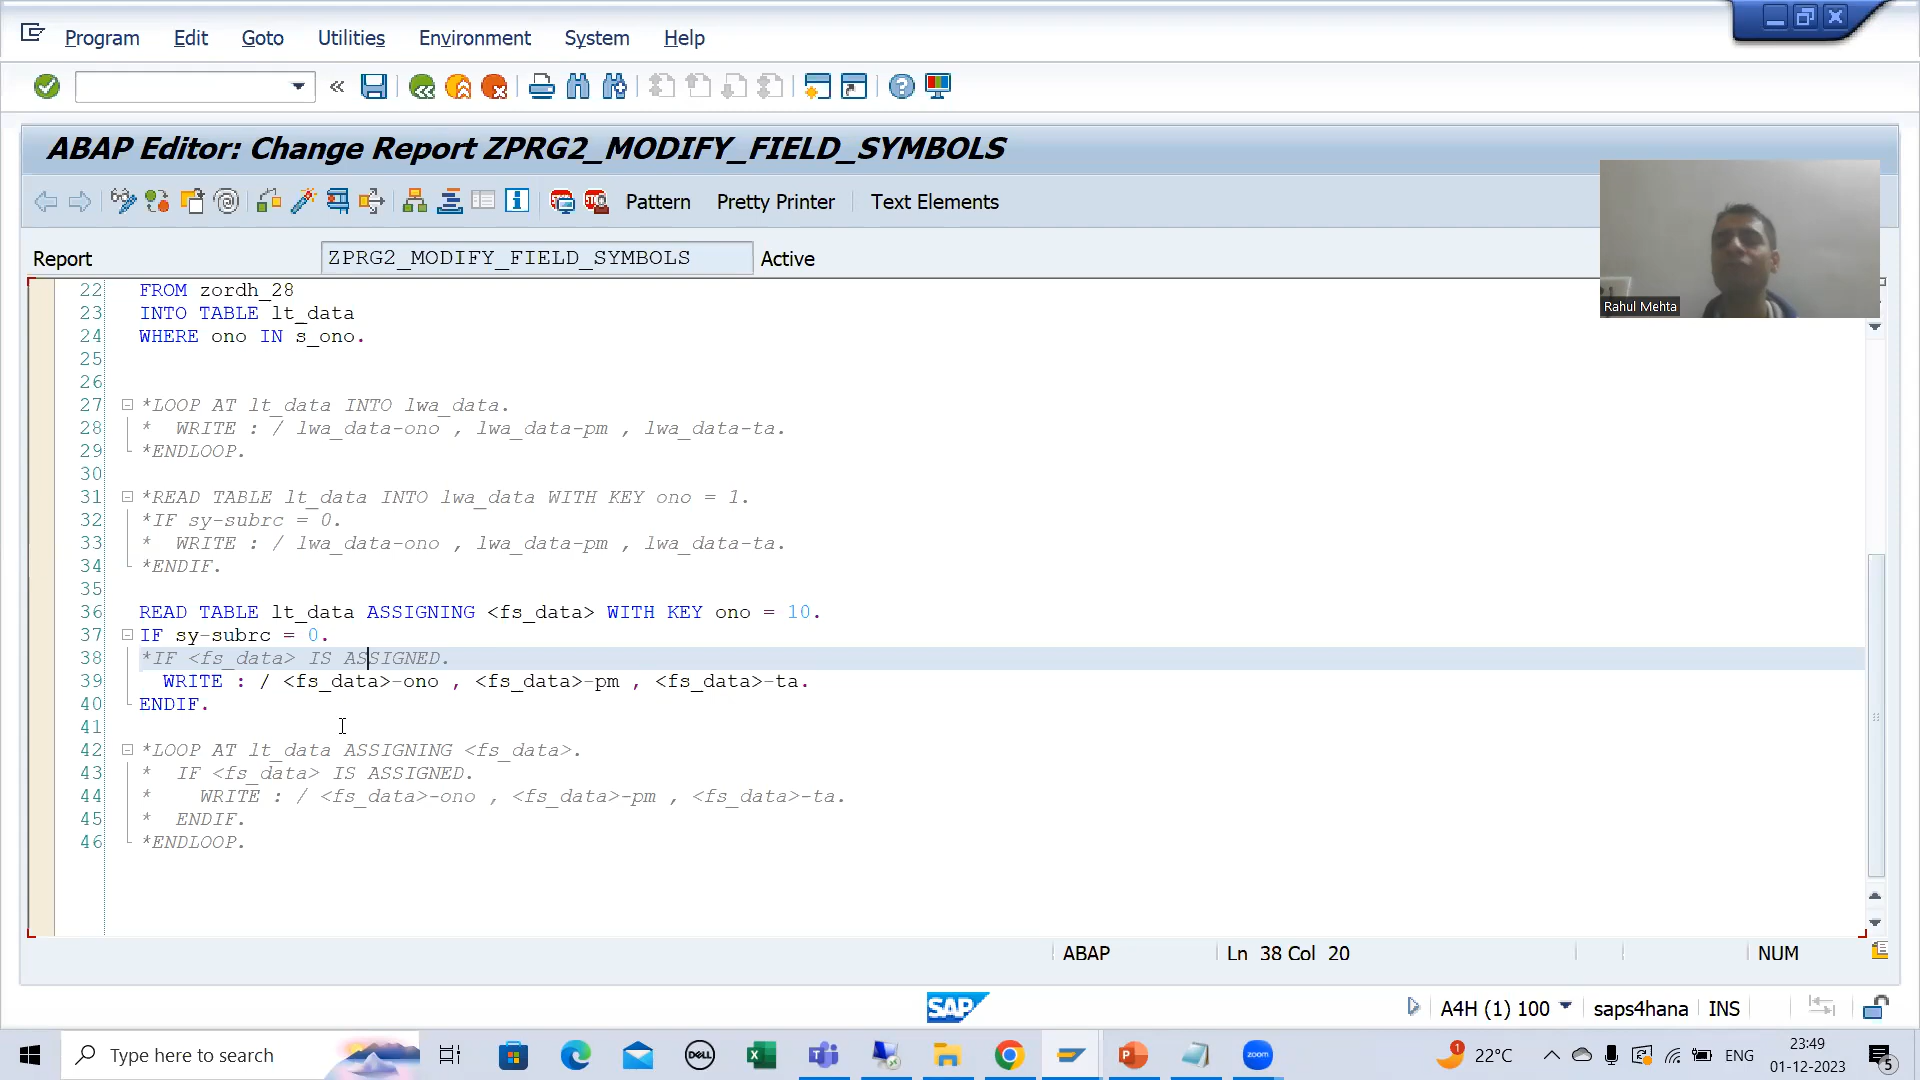 Program Edit Goto Utilities Environment System Help
ABAP Editor: Change Report ZPRG2_MODIFY_FIELD_SYMBOLS
Pattern Pretty Printer Text Elements
Report ZPRG2_MODIFY_FIELD_SYMBOLS Active
Rahul Mehta
22 FROM zordh_28
23 INTO TABLE lt_data
24 WHERE ono IN s_ono.
25
26
27 *LOOP AT lt_data INTO lwa_data.
28 *  WRITE : / lwa_data-ono , lwa_data-pm , lwa_data-ta.
29 *ENDLOOP.
30
31 *READ TABLE lt_data INTO lwa_data WITH KEY ono = 1.
32 *IF sy-subrc = 0.
33 *  WRITE : / lwa_data-ono , lwa_data-pm , lwa_data-ta.
34 *ENDIF.
35
36 READ TABLE lt_data ASSIGNING <fs_data> WITH KEY ono = 10.
37 IF sy-subrc = 0.
38 *IF <fs_data> IS ASSIGNED.
39   WRITE : / <fs_data>-ono , <fs_data>-pm , <fs_data>-ta.
40 ENDIF.
41
42 *LOOP AT lt_data ASSIGNING <fs_data>.
43 *  IF <fs_data> IS ASSIGNED.
44 *    WRITE : / <fs_data>-ono , <fs_data>-pm , <fs_data>-ta.
45 *  ENDIF.
46 *ENDLOOP.
ABAP Ln 38 Col 20 NUM
SAP A4H (1) 100 saps4hana INS
Type here to search DELL zoom 22°C ENG 23:49
01-12-2023 5